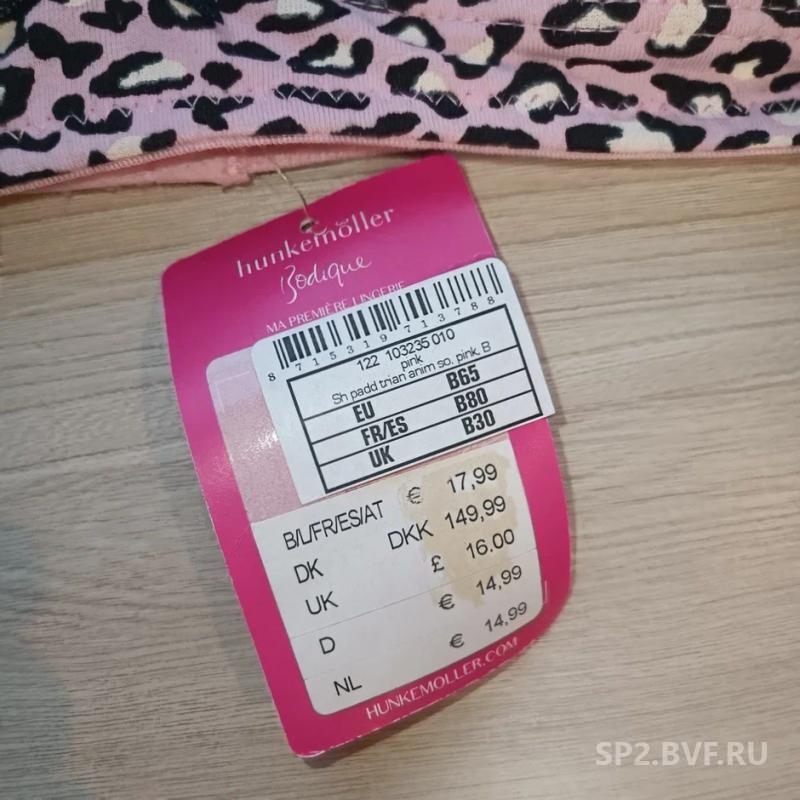 hunkemöller
Bodique
MA PREMIÈRE LINGERIE
8 715319 713788
122 103235 010
pink
Sh padd trian anim so. pink, B
EU B65
FR/ES B80
UK B30
B/L/FR/ES/AT € 17,99
DK DKK 149,99
UK £ 16.00
D € 14,99
NL € 14,99
HUNKEMOLLER.COM
SP2.BVF.RU